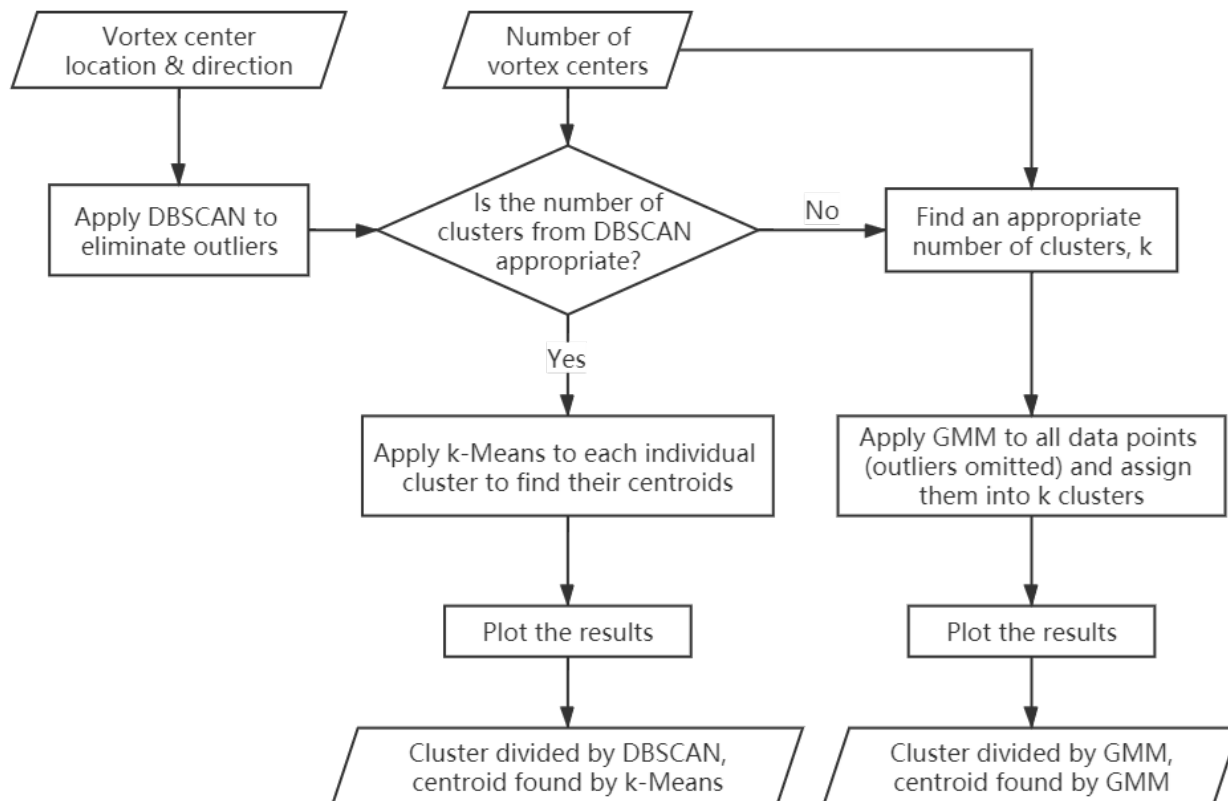 Vortex center
location & direction
Number of
vortex centers
Apply DBSCAN to
eliminate outliers
Is the number of
clusters from DBSCAN
appropriate?
No
Find an appropriate
number of clusters, k
Yes
Apply k-Means to each individual
cluster to find their centroids
Apply GMM to all data points
(outliers omitted) and assign
them into k clusters
Plot the results
Plot the results
Cluster divided by DBSCAN,
centroid found by k-Means
Cluster divided by GMM,
centroid found by GMM